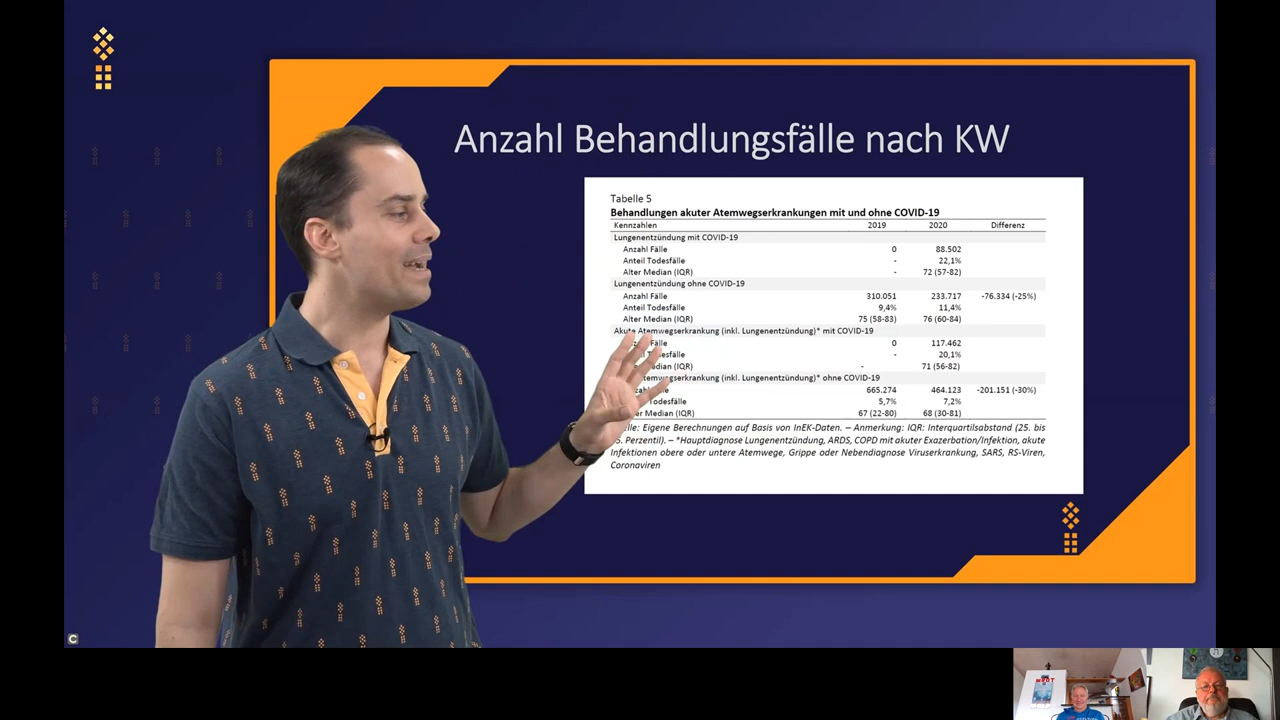 Anzahl Behandlungsfälle nach KW
Tabelle 5
Behandlungen akuter Atemwegserkrankungen mit und ohne COVID-19
Kennzahlen 2019 2020 Differenz
Lungenentzündung mit COVID-19
Anzahl Fälle 0 88.502
Anteil Todesfälle - 22,1%
Alter Median (IQR) - 72 (57-82)
Lungenentzündung ohne COVID-19
Anzahl Fälle 310.051 233.717 -76.334 (-25%)
Anteil Todesfälle 9,4% 11,4%
Alter Median (IQR) 75 (58-83) 76 (60-84)
Akute Atemwegserkrankung (inkl. Lungenentzündung)* mit COVID-19
Fälle 0 117.462
- 20,1%
(IQR) - 71 (56-82)
(inkl. Lungenentzündung)* ohne COVID-19
665.274 464.123 -201.151 (-30%)
Todesfälle 5,7% 7,2%
Median (IQR) 67 (22-80) 68 (30-81)
Eigene Berechnungen auf Basis von InEK-Daten. – Anmerkung: IQR: Interquartilsabstand (25. bis
Perzentil). – *Hauptdiagnose Lungenentzündung, ARDS, COPD mit akuter Exazerbation/Infektion, akute
Infektionen obere oder untere Atemwege, Grippe oder Nebendiagnose Viruserkrankung, SARS, RS-Viren,
Coronaviren
C